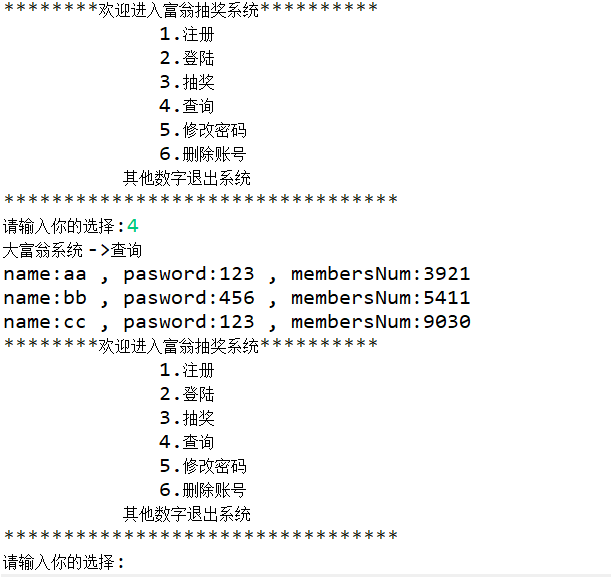 ********欢迎进入富翁抽奖系统**********
1.注册
2.登陆
3.抽奖
4.查询
5.修改密码
6.删除账号
其他数字退出系统
*********************************
请输入你的选择:4
大富翁系统->查询
name:aa , pasword:123 , membersNum:3921
name:bb , pasword:456 , membersNum:5411
name:cc , pasword:123 , membersNum:9030
********欢迎进入富翁抽奖系统**********
1.注册
2.登陆
3.抽奖
4.查询
5.修改密码
6.删除账号
其他数字退出系统
*********************************
请输入你的选择: